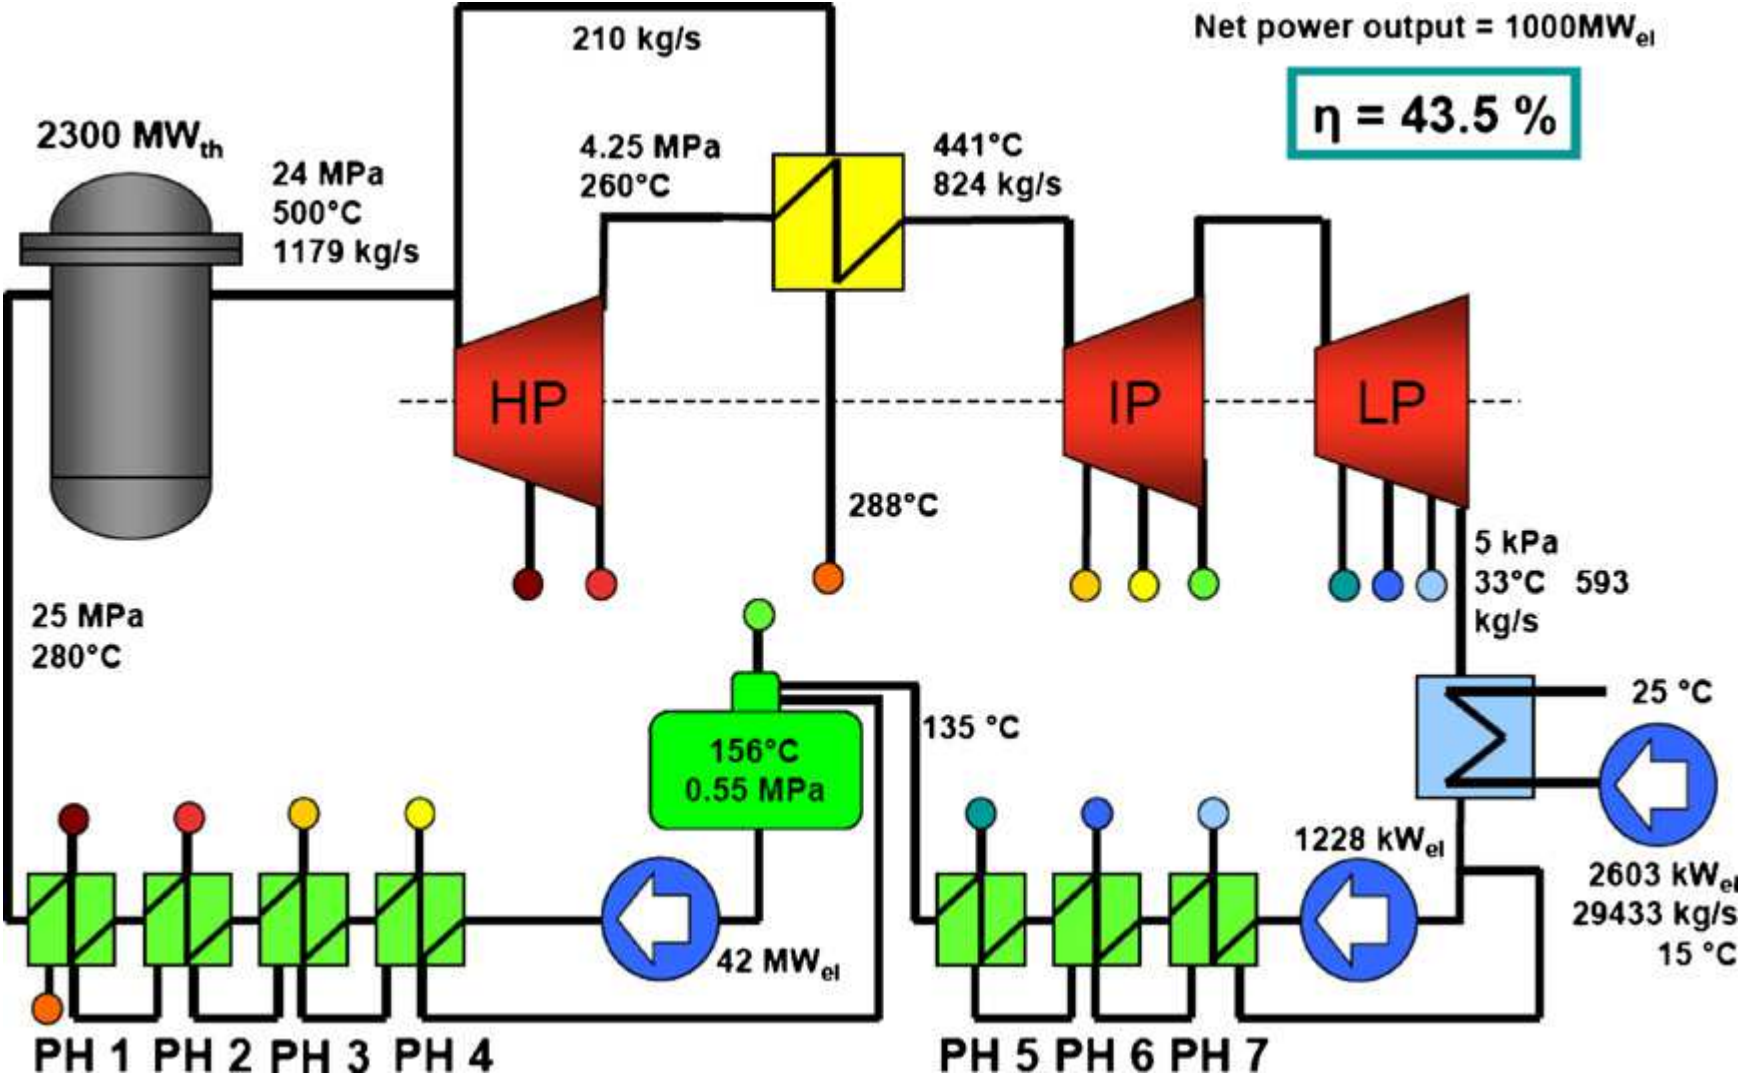 210 kg/s
Net power output = 1000MWel
η = 43.5 %
2300 MWth
24 MPa
500°C
1179 kg/s
4.25 MPa
260°C
441°C
824 kg/s
HP
IP
LP
288°C
5 kPa
33°C 593
kg/s
25 MPa
280°C
25 °C
135 °C
156°C
0.55 MPa
1228 kWel
2603 kWel
29433 kg/s
15 °C
42 MWel
PH 1 PH 2 PH 3 PH 4
PH 5 PH 6 PH 7